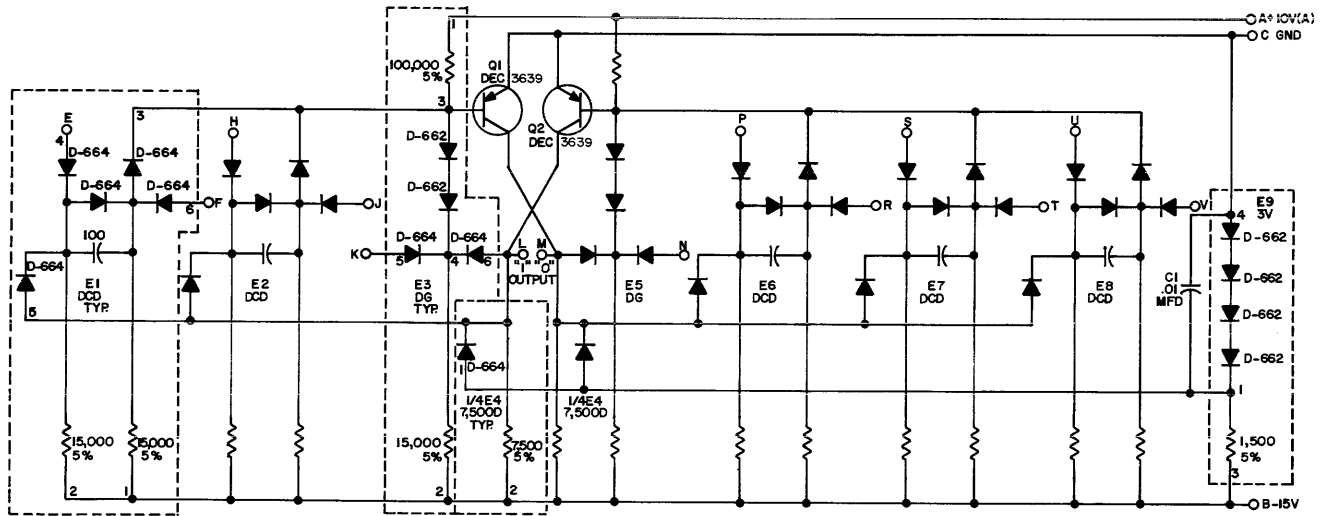 A+10V(A)
C GND
1
100,000
5%
Q1
DEC 3639
3
Q2
DEC 3639
E
4
3
D-664
D-664
D-664
D-664
6 F
H
J
D-662
D-662
P
R
S
T
U
V
E9
3V
4
D-662
D-662
D-662
D-662
C1
.01
MFD
1
100
E1
DCD
TYP.
D-664
5
E2
DCD
K
D-664
5
D-664
4
6
L
"1"
M
"0"
OUTPUT
N
E3
DG
TYP.
E5
DG
E6
DCD
E7
DCD
E8
DCD
D-664
1
1/4E4
7,500D
TYP.
1/4E4
7,500D
15,000
5%
15,000
5%
15,000
5%
7,500
5%
1,500
5%
2
1
2
2
3
B-15V